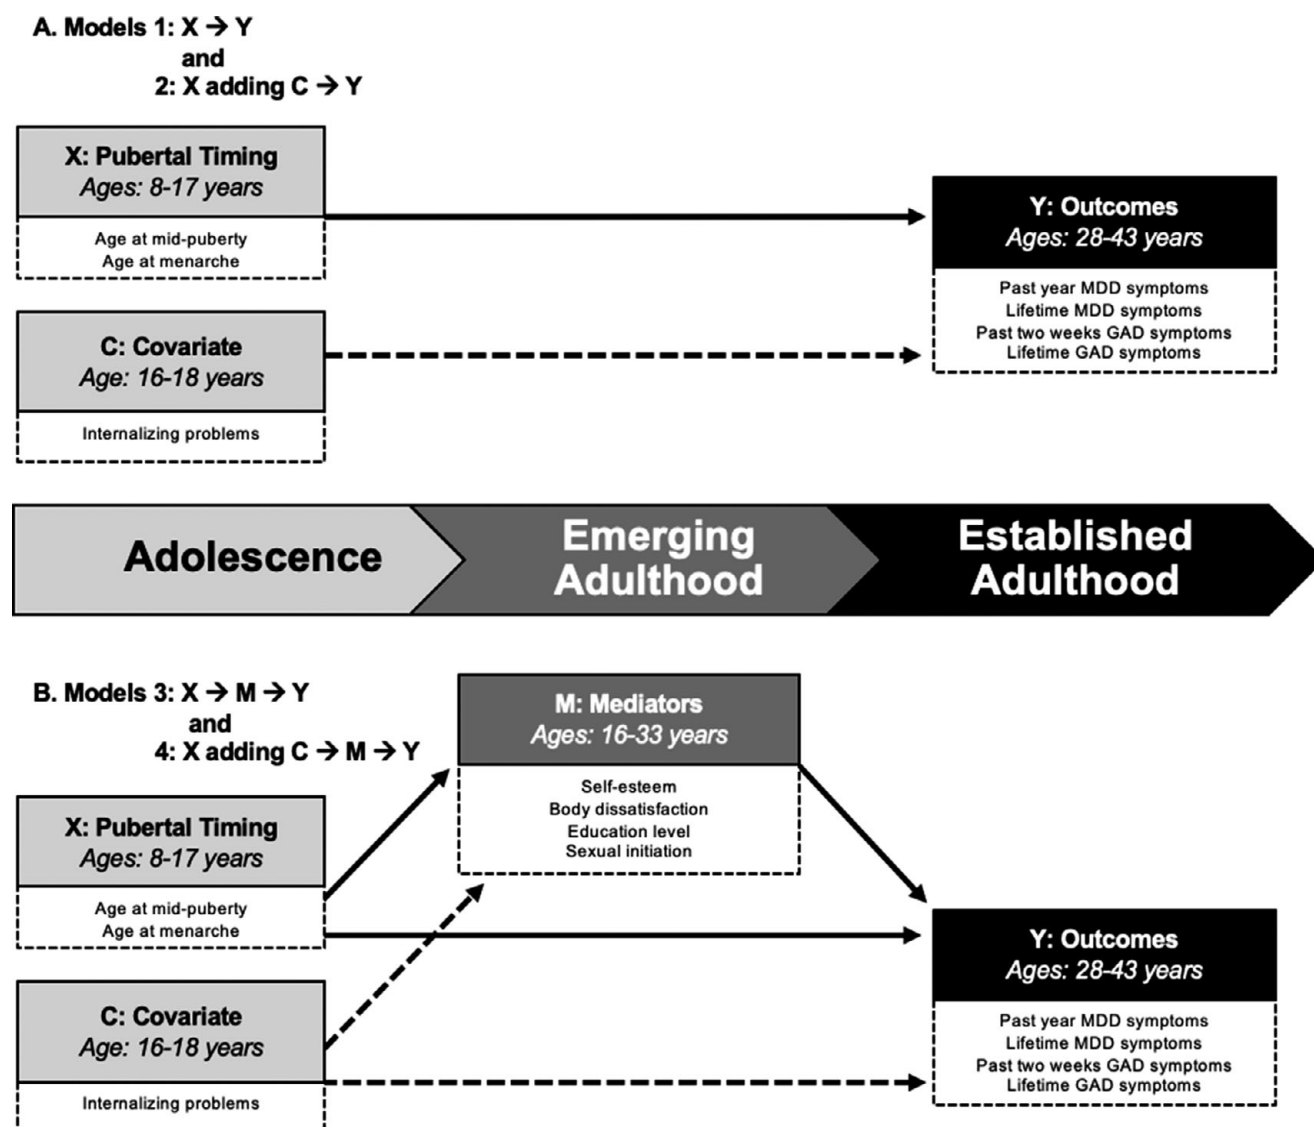 A. Models 1: X → Y
and
2: X adding C → Y
X: Pubertal Timing
Ages: 8-17 years
Age at mid-puberty
Age at menarche
C: Covariate
Age: 16-18 years
Internalizing problems
Y: Outcomes
Ages: 28-43 years
Past year MDD symptoms
Lifetime MDD symptoms
Past two weeks GAD symptoms
Lifetime GAD symptoms
Adolescence
Emerging
Adulthood
Established
Adulthood
B. Models 3: X → M → Y
and
4: X adding C → M → Y
X: Pubertal Timing
Ages: 8-17 years
Age at mid-puberty
Age at menarche
C: Covariate
Age: 16-18 years
Internalizing problems
M: Mediators
Ages: 16-33 years
Self-esteem
Body dissatisfaction
Education level
Sexual initiation
Y: Outcomes
Ages: 28-43 years
Past year MDD symptoms
Lifetime MDD symptoms
Past two weeks GAD symptoms
Lifetime GAD symptoms